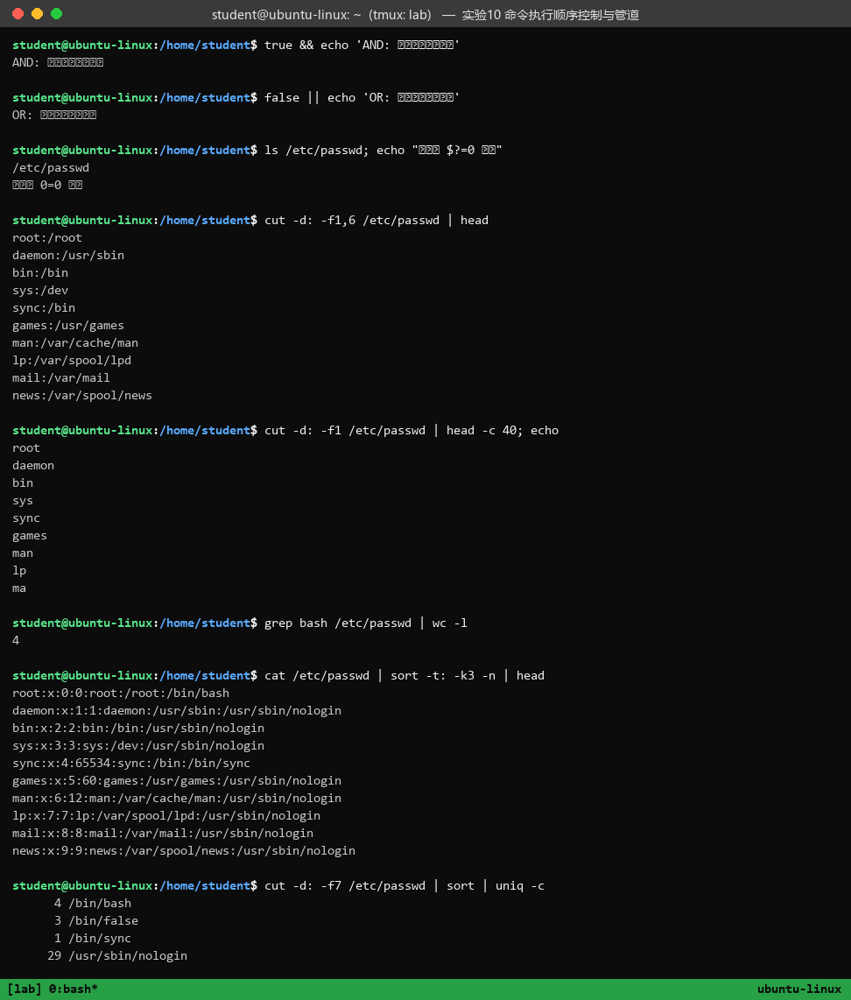 student@ubuntu-linux: ~ (tmux: lab) — 实验10 命令执行顺序控制与管道
student@ubuntu-linux:/home/student$ true && echo 'AND: '
AND:
student@ubuntu-linux:/home/student$ false || echo 'OR: '
OR:
student@ubuntu-linux:/home/student$ ls /etc/passwd; echo " $?=0 "
/etc/passwd
0=0
student@ubuntu-linux:/home/student$ cut -d: -f1,6 /etc/passwd | head
root:/root
daemon:/usr/sbin
bin:/bin
sys:/dev
sync:/bin
games:/usr/games
man:/var/cache/man
lp:/var/spool/lpd
mail:/var/mail
news:/var/spool/news
student@ubuntu-linux:/home/student$ cut -d: -f1 /etc/passwd | head -c 40; echo
root
daemon
bin
sys
sync
games
man
lp
ma
student@ubuntu-linux:/home/student$ grep bash /etc/passwd | wc -l
4
student@ubuntu-linux:/home/student$ cat /etc/passwd | sort -t: -k3 -n | head
root:x:0:0:root:/root:/bin/bash
daemon:x:1:1:daemon:/usr/sbin:/usr/sbin/nologin
bin:x:2:2:bin:/bin:/usr/sbin/nologin
sys:x:3:3:sys:/dev:/usr/sbin/nologin
sync:x:4:65534:sync:/bin:/bin/sync
games:x:5:60:games:/usr/games:/usr/sbin/nologin
man:x:6:12:man:/var/cache/man:/usr/sbin/nologin
lp:x:7:7:lp:/var/spool/lpd:/usr/sbin/nologin
mail:x:8:8:mail:/var/mail:/usr/sbin/nologin
news:x:9:9:news:/var/spool/news:/usr/sbin/nologin
student@ubuntu-linux:/home/student$ cut -d: -f7 /etc/passwd | sort | uniq -c
4 /bin/bash
3 /bin/false
1 /bin/sync
29 /usr/sbin/nologin
[lab] 0:bash*
ubuntu-linux